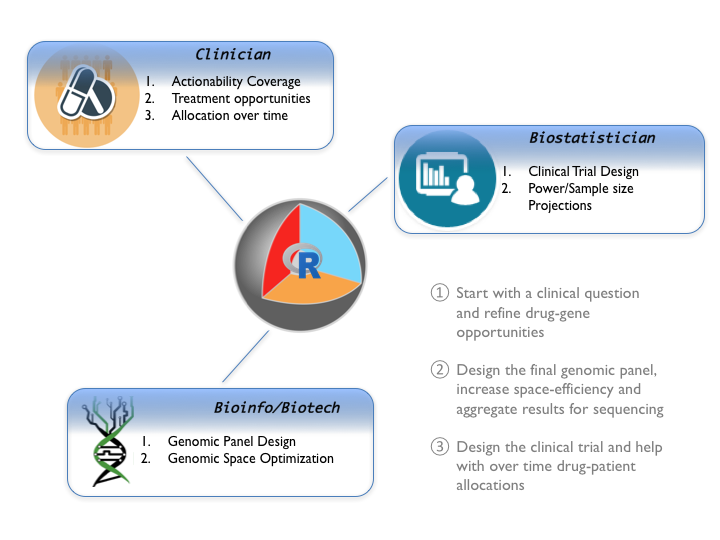 Clinician
1. Actionability Coverage
2. Treatment opportunities
3. Allocation over time
Biostatistician
1. Clinical Trial Design
2. Power/Sample size
Projections
R
① Start with a clinical question
and refine drug-gene
opportunities
② Design the final genomic panel,
increase space-efficiency and
aggregate results for sequencing
③ Design the clinical trial and help
with over time drug-patient
allocations
Bioinfo/Biotech
1. Genomic Panel Design
2. Genomic Space Optimization